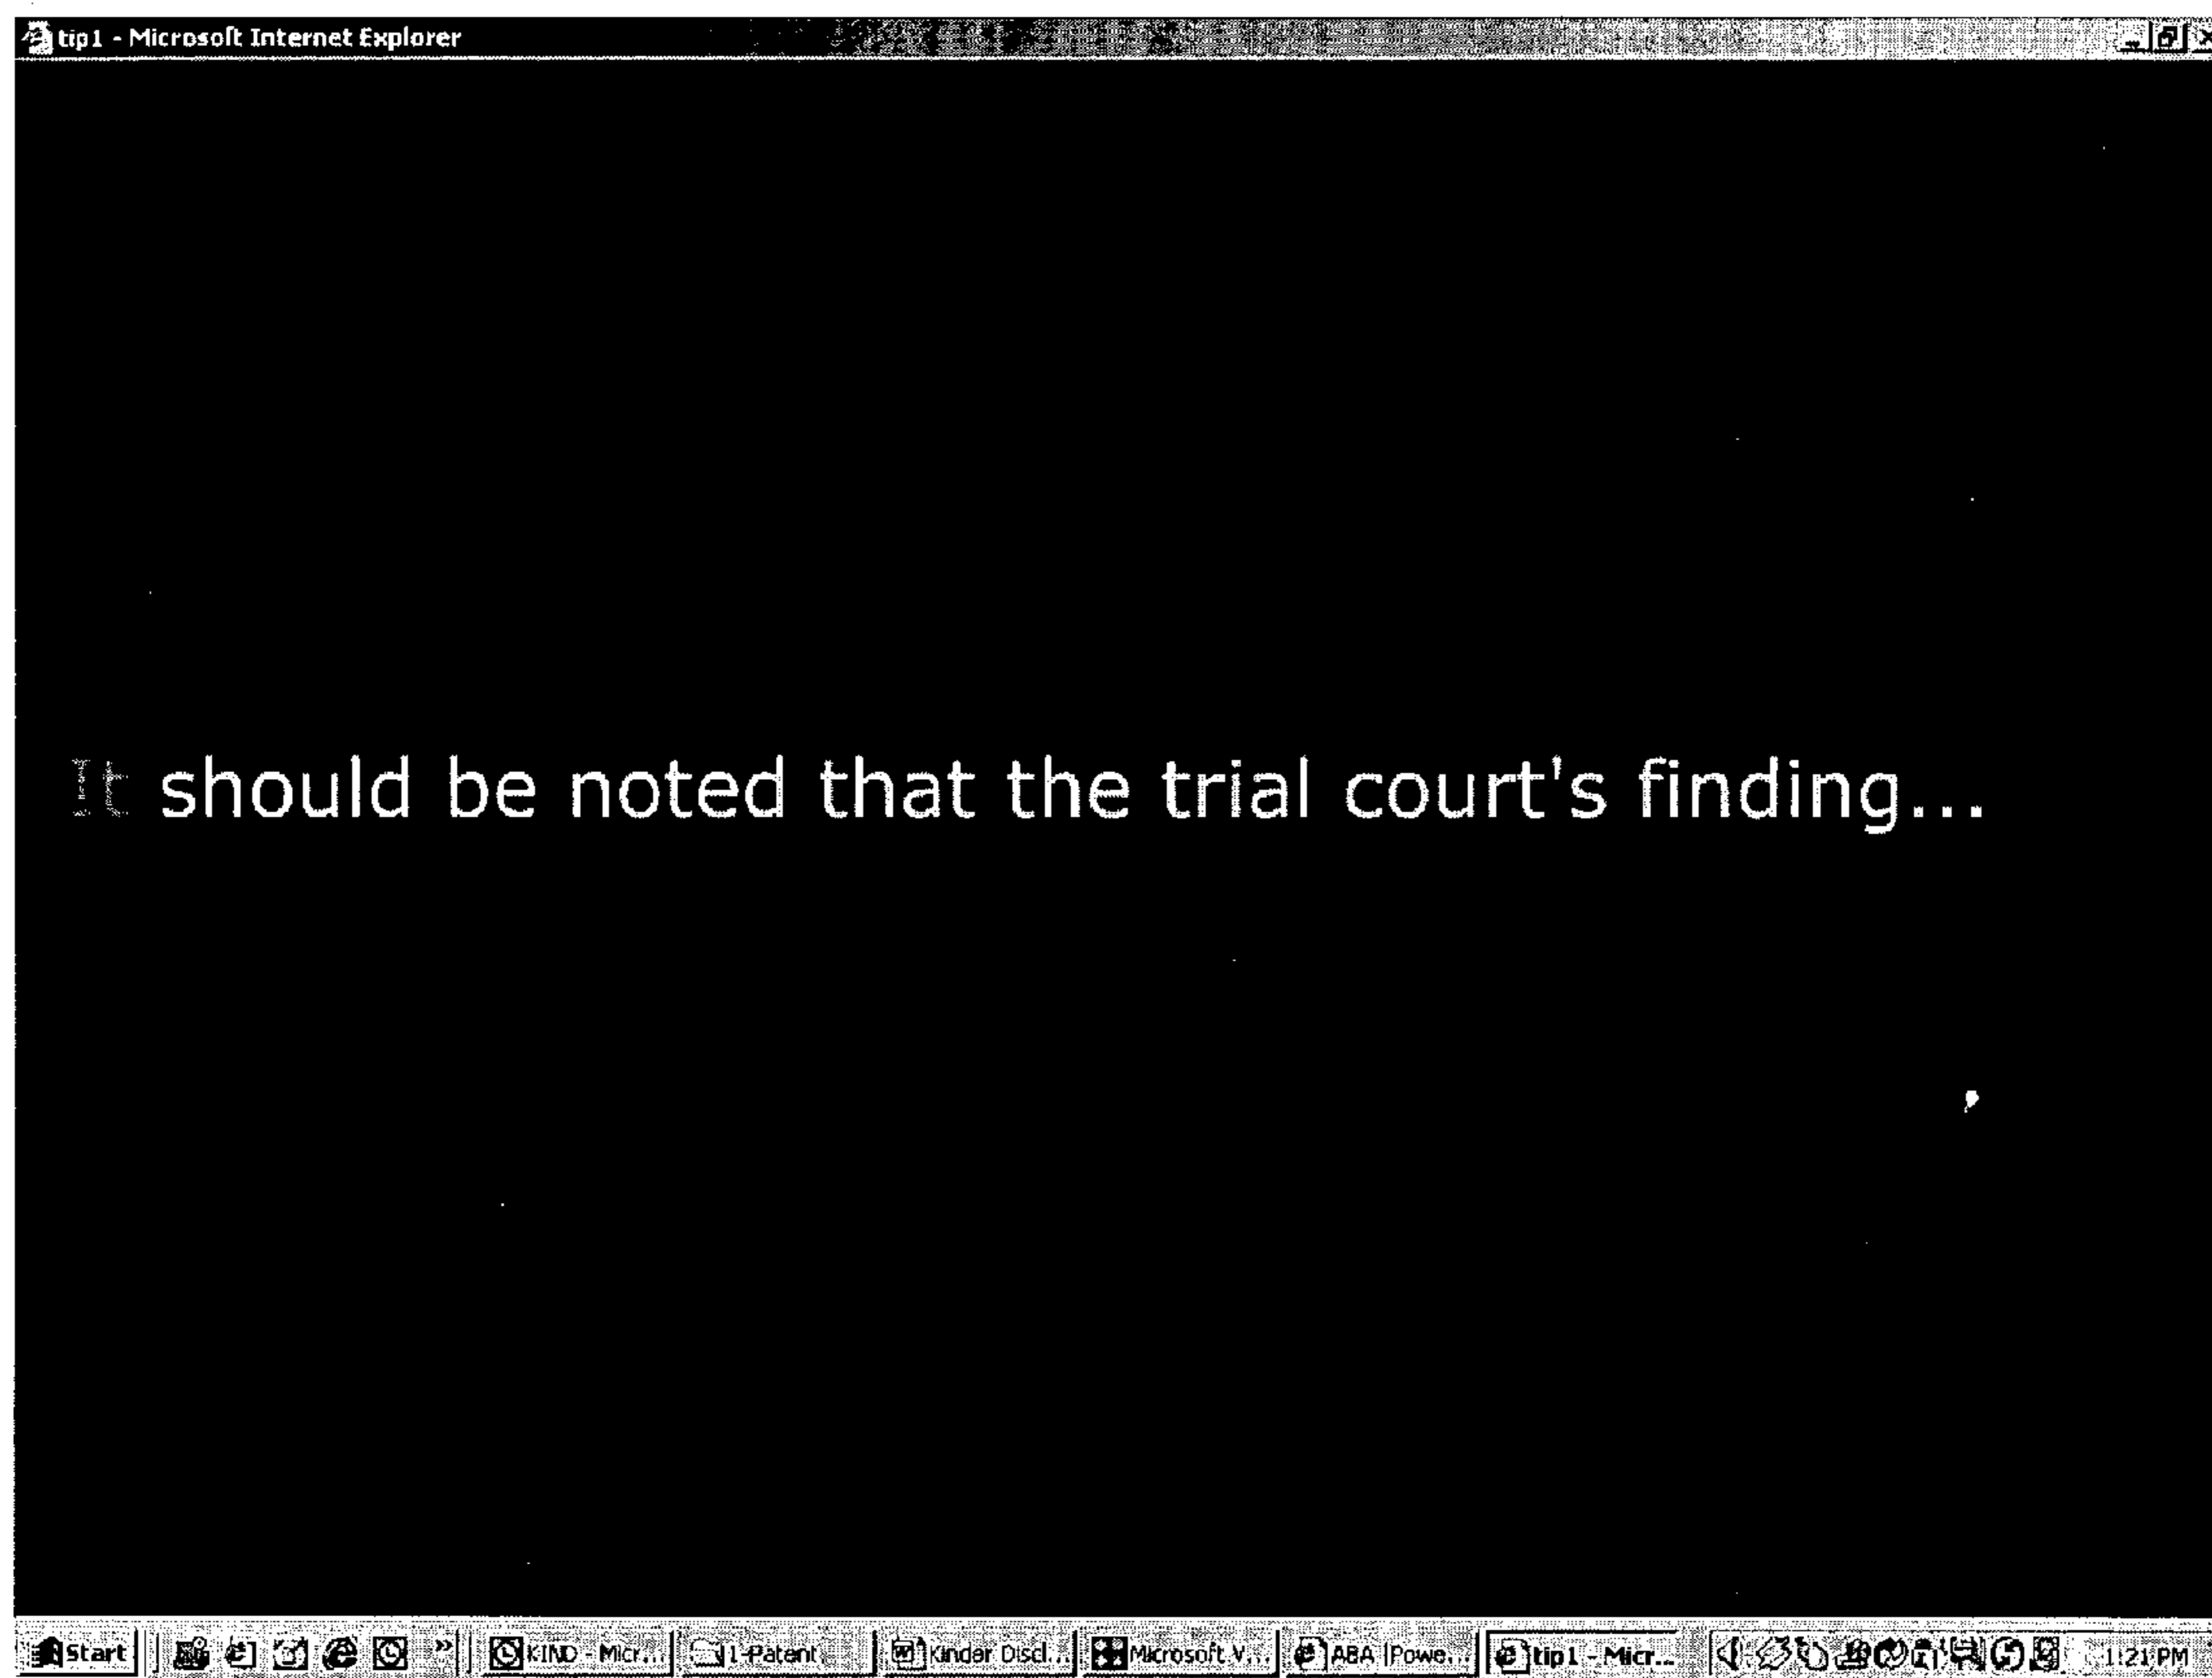 tip1 - Microsoft Internet Explorer
It should be noted that the trial court's finding...
Start » KIND - Micr... 1-Patent Kinder Discl... Microsoft V... ABA |Powe... tip1 - Micr... 1:21 PM